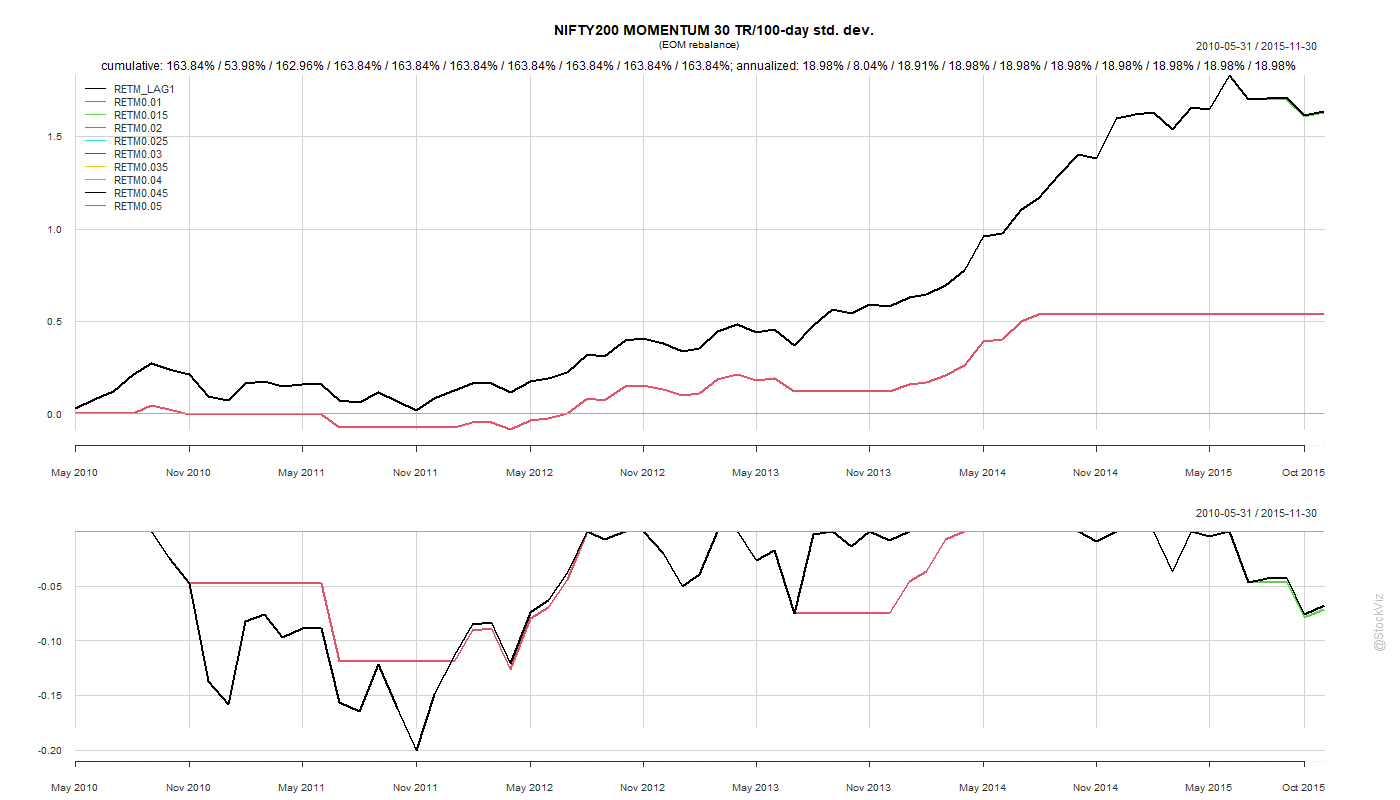 NIFTY200 MOMENTUM 30 TR/100-day std. dev.
(EOM rebalance)
2010-05-31 / 2015-11-30
cumulative: 163.84% / 53.98% / 162.96% / 163.84% / 163.84% / 163.84% / 163.84% / 163.84% / 163.84% / 163.84%; annualized: 18.98% / 8.04% / 18.91% / 18.98% / 18.98% / 18.98% / 18.98% / 18.98% / 18.98% / 18.98%
RETM_LAG1
RETM0.01
RETM0.015
RETM0.02
RETM0.025
RETM0.03
RETM0.035
RETM0.04
RETM0.045
RETM0.05
1.5
1.0
0.5
0.0
May 2010 Nov 2010 May 2011 Nov 2011 May 2012 Nov 2012 May 2013 Nov 2013 May 2014 Nov 2014 May 2015 Oct 2015
2010-05-31 / 2015-11-30
-0.05
-0.10
-0.15
-0.20
May 2010 Nov 2010 May 2011 Nov 2011 May 2012 Nov 2012 May 2013 Nov 2013 May 2014 Nov 2014 May 2015 Oct 2015
@StockViz